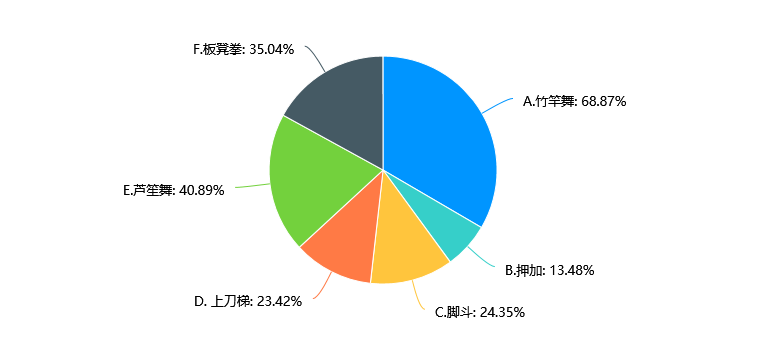 F.板凳拳: 35.04%
A.竹竿舞: 68.87%
E.芦笙舞: 40.89%
B.押加: 13.48%
D. 上刀梯: 23.42%
C.脚斗: 24.35%